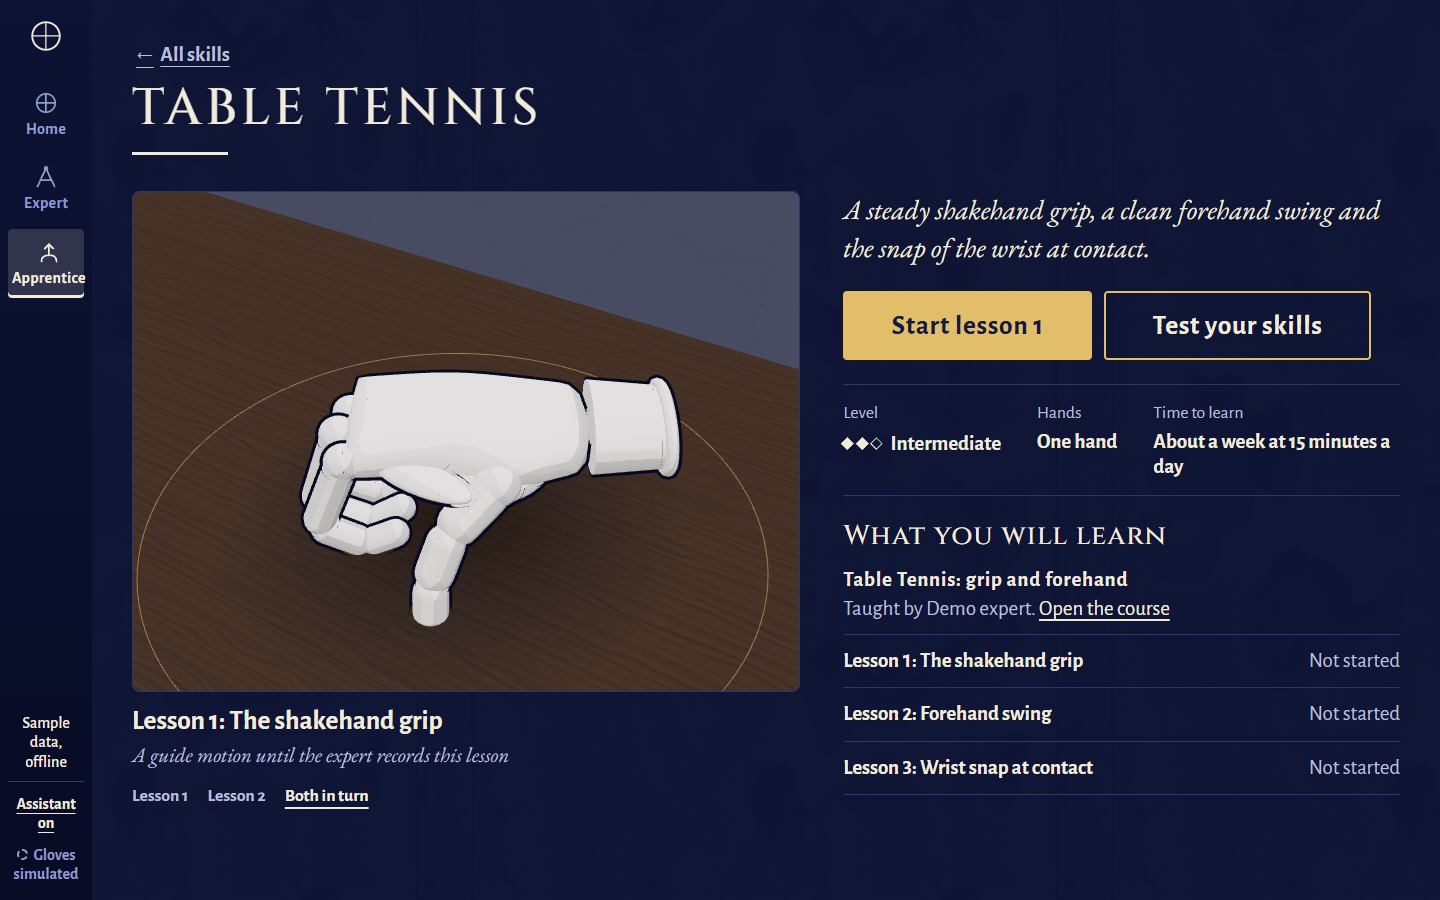 Home
Expert
Apprentice
Sample
data,
offline
Assistant
on
Gloves
simulated
← All skills
TABLE TENNIS
Lesson 1: The shakehand grip
A guide motion until the expert records this lesson
Lesson 1 Lesson 2 Both in turn
A steady shakehand grip, a clean forehand swing and
the snap of the wrist at contact.
Start lesson 1 Test your skills
Level Hands Time to learn
Intermediate One hand About a week at 15 minutes a
day
WHAT YOU WILL LEARN
Table Tennis: grip and forehand
Taught by Demo expert. Open the course
Lesson 1: The shakehand grip Not started
Lesson 2: Forehand swing Not started
Lesson 3: Wrist snap at contact Not started